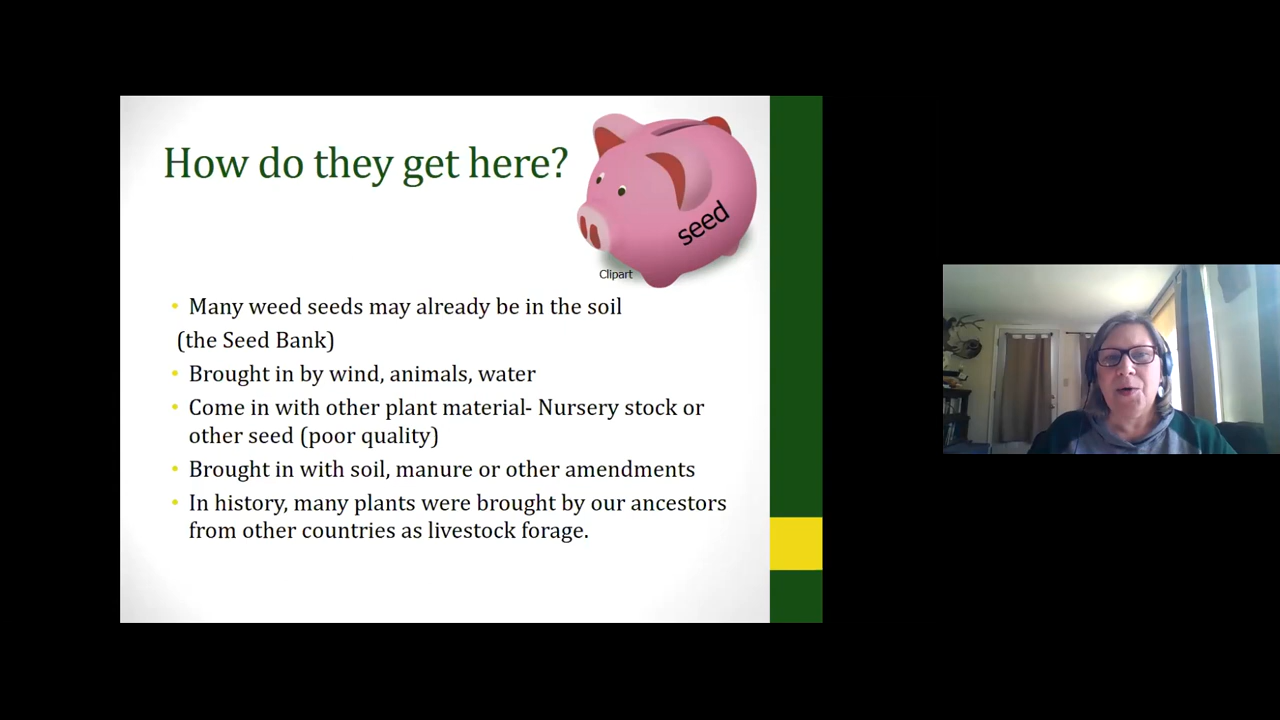 How do they get here?
seed
Clipart
• Many weed seeds may already be in the soil
(the Seed Bank)
• Brought in by wind, animals, water
• Come in with other plant material- Nursery stock or
other seed (poor quality)
• Brought in with soil, manure or other amendments
• In history, many plants were brought by our ancestors
from other countries as livestock forage.